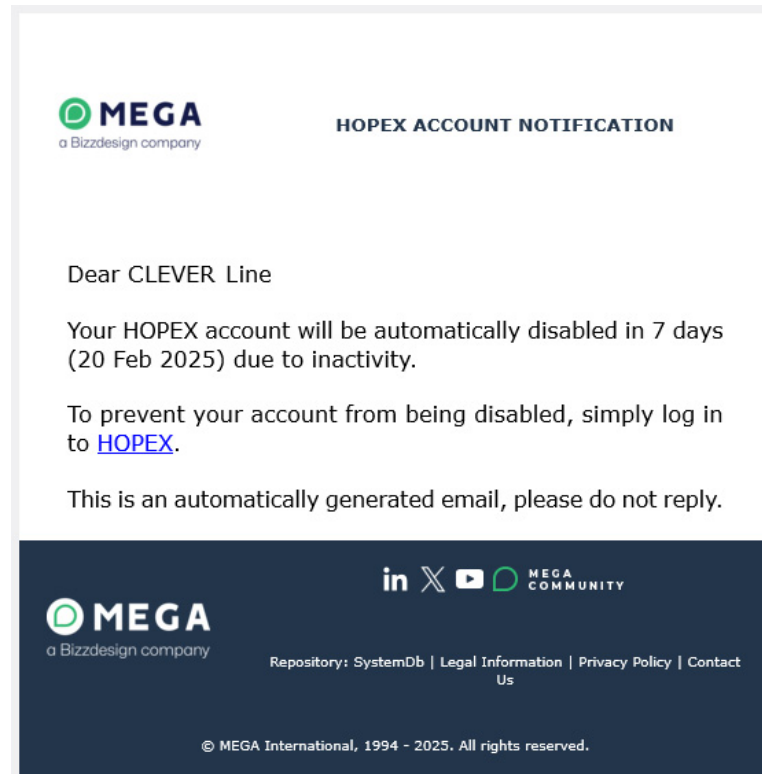 MEGA
a Bizzdesign company
HOPEX ACCOUNT NOTIFICATION
Dear CLEVER Line
Your HOPEX account will be automatically disabled in 7 days
(20 Feb 2025) due to inactivity.
To prevent your account from being disabled, simply log in
to HOPEX.
This is an automatically generated email, please do not reply.
in
MEGA
COMMUNITY
MEGA
a Bizzdesign company
Repository: SystemDb | Legal Information | Privacy Policy | Contact
Us
© MEGA International, 1994 - 2025. All rights reserved.